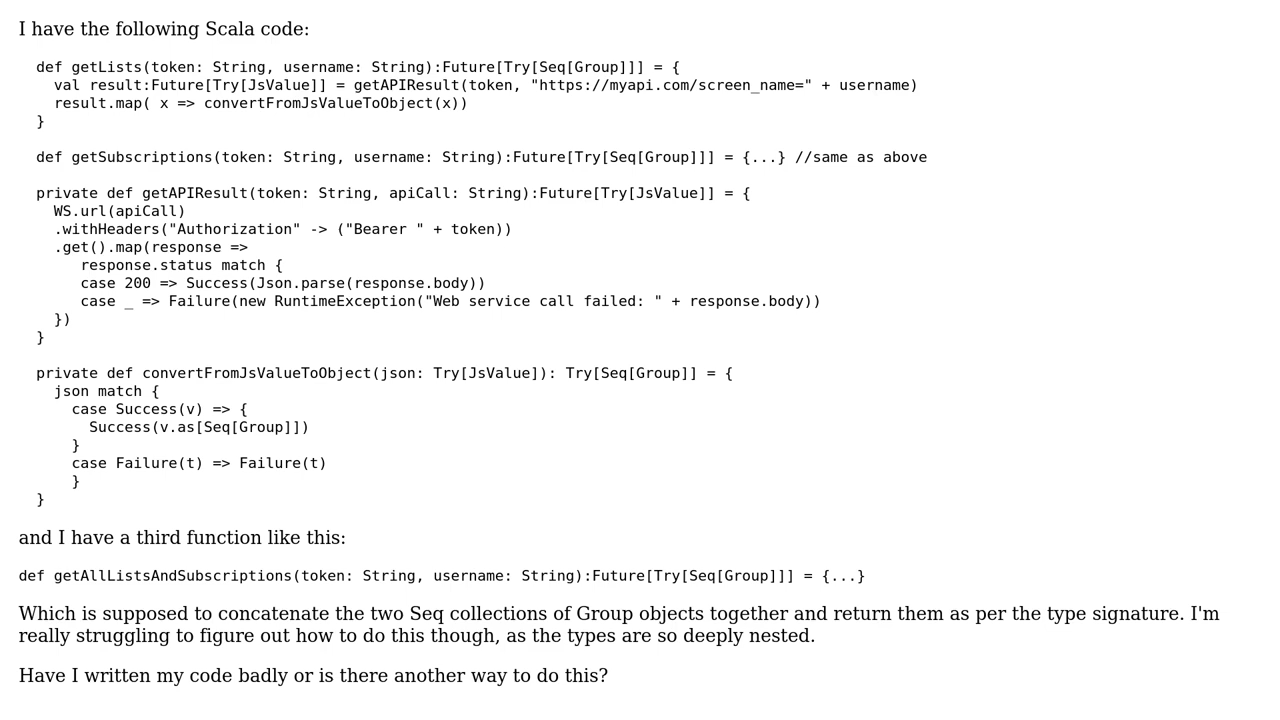 I have the following Scala code:
def getLists(token: String, username: String):Future[Try[Seq[Group]]] = {
val result:Future[Try[JsValue]] = getAPIResult(token, "https://myapi.com/screen_name=" + username)
result.map( x => convertFromJsValueToObject(x))
}
def getSubscriptions(token: String, username: String):Future[Try[Seq[Group]]] = {...} //same as above
private def getAPIResult(token: String, apiCall: String):Future[Try[JsValue]] = {
WS.url(apiCall)
.withHeaders("Authorization" -> ("Bearer " + token))
.get().map(response =>
response.status match {
case 200 => Success(Json.parse(response.body))
case _ => Failure(new RuntimeException("Web service call failed: " + response.body))
})
}
private def convertFromJsValueToObject(json: Try[JsValue]): Try[Seq[Group]] = {
json match {
case Success(v) => {
Success(v.as[Seq[Group]])
}
case Failure(t) => Failure(t)
}
}
and I have a third function like this:
def getAllListsAndSubscriptions(token: String, username: String):Future[Try[Seq[Group]]] = {...}
Which is supposed to concatenate the two Seq collections of Group objects together and return them as per the type signature. I'm
really struggling to figure out how to do this though, as the types are so deeply nested.
Have I written my code badly or is there another way to do this?